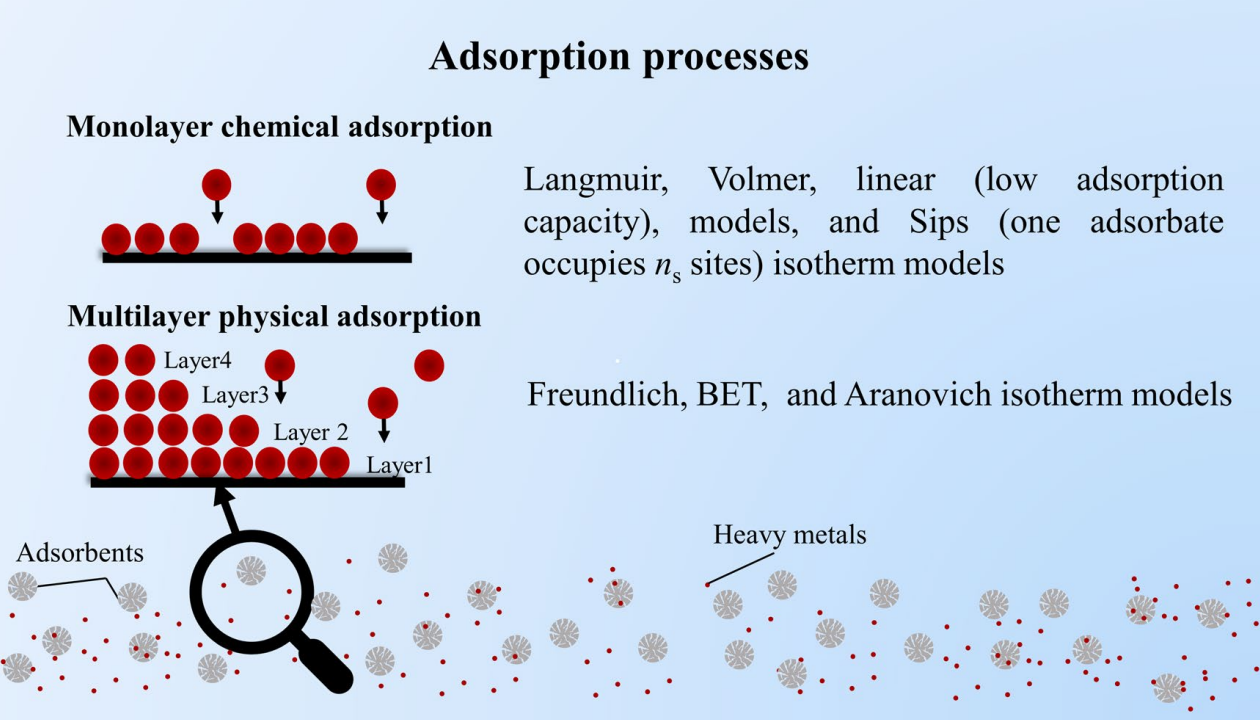 Adsorption processes
Monolayer chemical adsorption
Langmuir, Volmer, linear (low adsorption
capacity), models, and Sips (one adsorbate
occupies ns sites) isotherm models
Multilayer physical adsorption
Layer4
Layer3
Layer 2
Layer1
Freundlich, BET, and Aranovich isotherm models
Adsorbents
Heavy metals